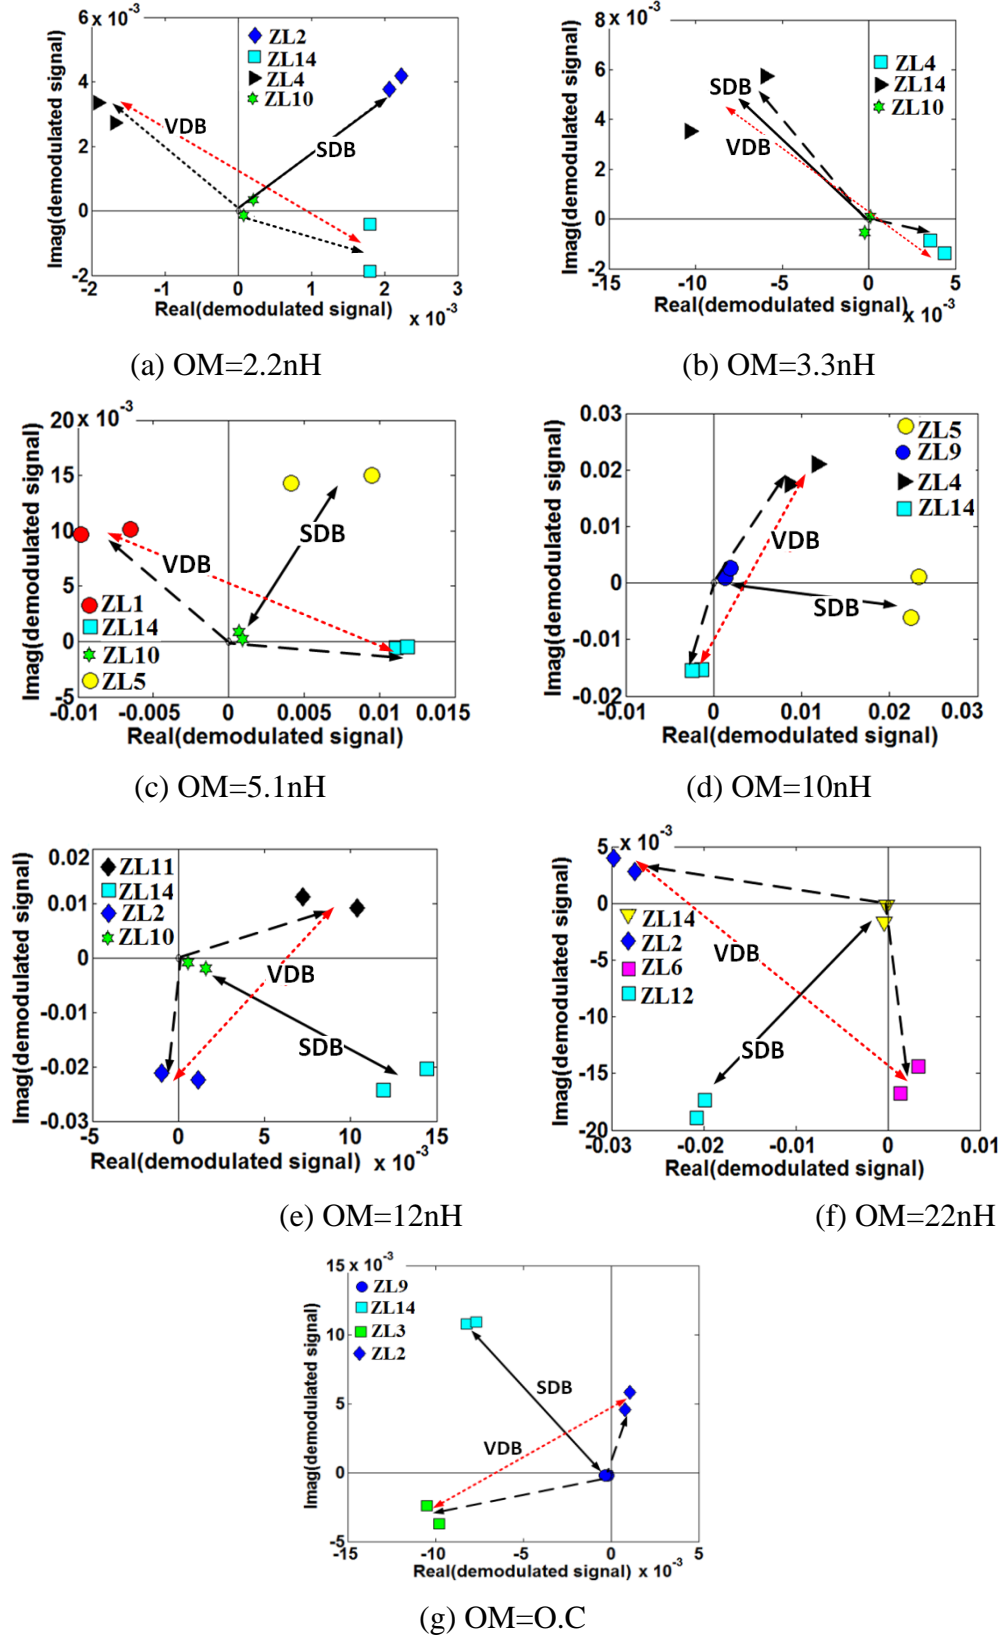 6 x 10⁻³
ZL2
ZL14
ZL4
ZL10
VDB
SDB
4
2
0
-2
-2
-1
0
1
2
3
Imag(demodulated signal)
Real(demodulated signal)
x 10⁻³
(a) OM=2.2nH
8 x 10⁻³
ZL4
ZL14
ZL10
SDB
VDB
6
4
2
0
-2
-15
-10
-5
0
5
Imag(demodulated signal)
Real(demodulated signal)
x 10⁻³
(b) OM=3.3nH
20 x 10⁻³
15
10
5
0
-5
SDB
VDB
ZL1
ZL14
ZL10
ZL5
-0.01
-0.005
0
0.005
0.01
0.015
Imag(demodulated signal)
Real(demodulated signal)
(c) OM=5.1nH
0.03
0.02
0.01
0
-0.01
-0.02
ZL5
ZL9
ZL4
ZL14
VDB
SDB
-0.01
0
0.01
0.02
0.03
Imag(demodulated signal)
Real(demodulated signal)
(d) OM=10nH
0.02
0.01
0
-0.01
-0.02
-0.03
ZL11
ZL14
ZL2
ZL10
VDB
SDB
-5
0
5
10
15
Imag(demodulated signal)
Real(demodulated signal) x 10⁻³
(e) OM=12nH
5 x 10⁻³
0
-5
-10
-15
-20
ZL14
ZL2
ZL6
ZL12
VDB
SDB
-0.03
-0.02
-0.01
0
0.01
Imag(demodulated signal)
Real(demodulated signal)
(f) OM=22nH
15 x 10⁻³
10
5
0
-5
ZL9
ZL14
ZL3
ZL2
SDB
VDB
-15
-10
-5
0
5
Imag(demodulated signal)
Real(demodulated signal) x 10⁻³
(g) OM=O.C